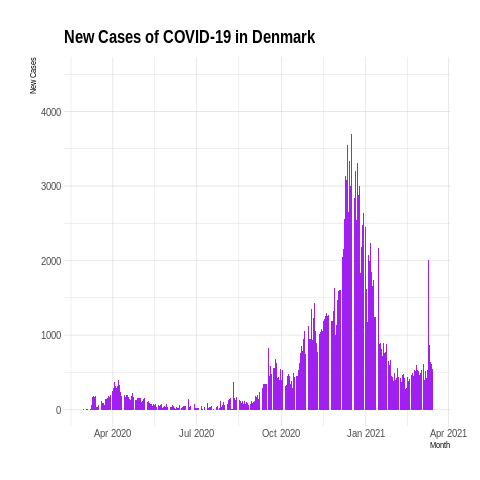 New Cases of COVID-19 in Denmark
New Cases
4000
3000
2000
1000
0
Apr 2020
Jul 2020
Oct 2020
Jan 2021
Apr 2021
Month